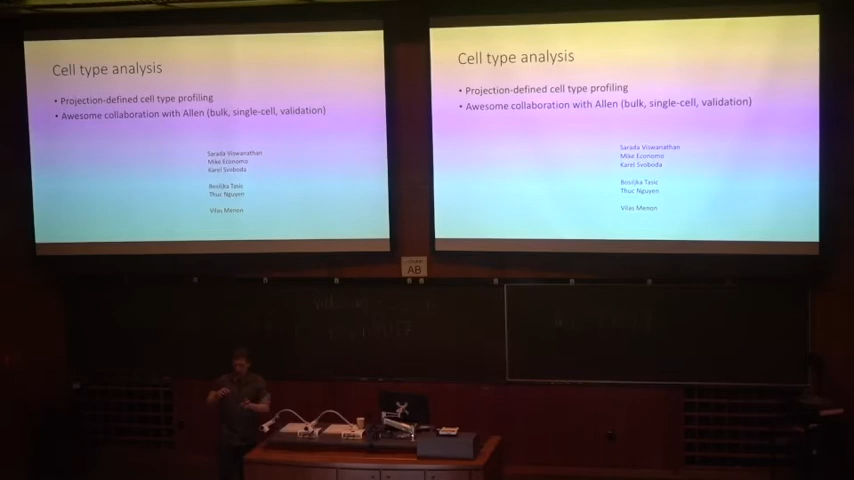 Cell type analysis
• Projection-defined cell type profiling
• Awesome collaboration with Allen (bulk, single-cell, validation)
Sarada Viswanathan
Mike Economo
Karel Svoboda
Bosiljka Tasic
Thuc Nguyen
Vilas Menon
Cell type analysis
• Projection-defined cell type profiling
• Awesome collaboration with Allen (bulk, single-cell, validation)
Sarada Viswanathan
Mike Economo
Karel Svoboda
Bosiljka Tasic
Thuc Nguyen
Vilas Menon
AB